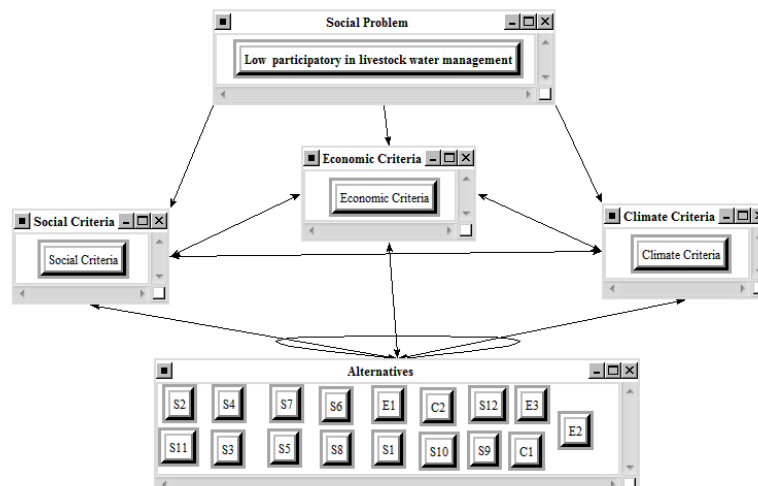 Social Problem
Low participatory in livestock water management
Economic Criteria
Economic Criteria
Social Criteria
Social Criteria
Climate Criteria
Climate Criteria
Alternatives
S2 S4 S7 S6 E1 C2 S12 E3
E2
S11 S3 S5 S8 S1 S10 S9 C1